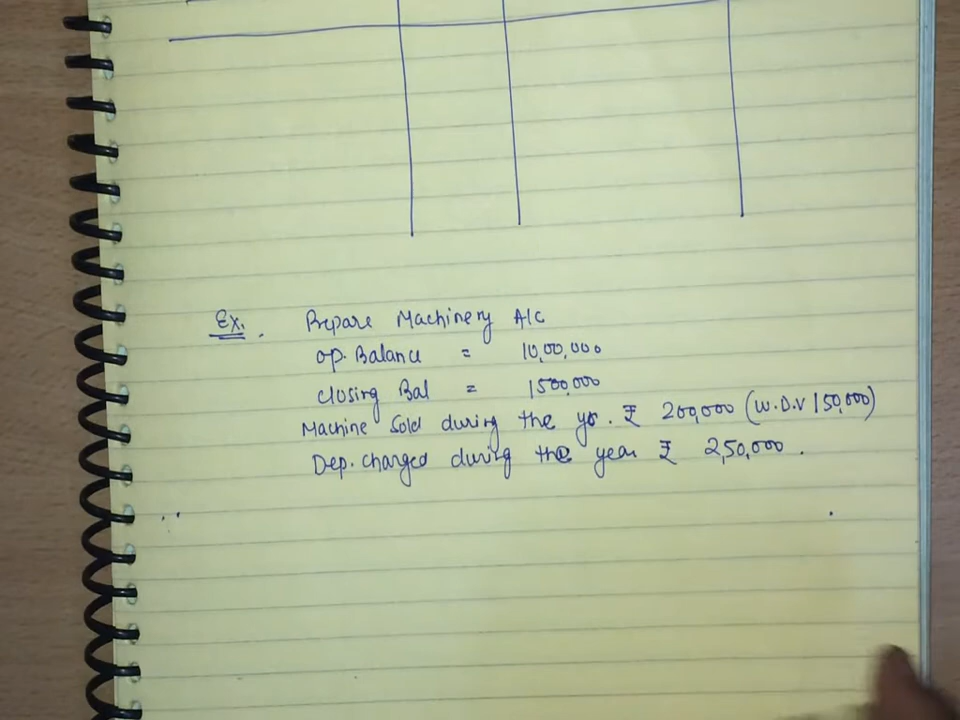 Ex. Prepare Machinery A/c
op. Balance = 10,00,000
closing Bal = 1500,000
Machine Sold during the yr. ₹ 200,000 (W.D.V 150,000)
Dep. charged during the year ₹ 2,50,000.